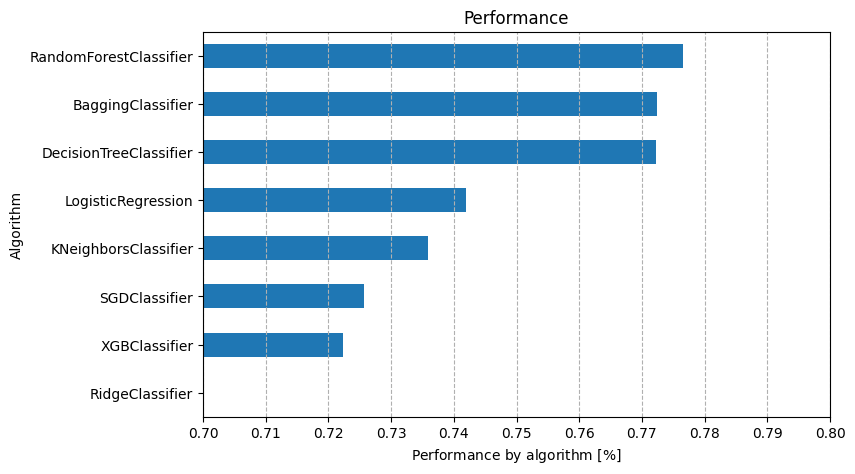 Performance
RandomForestClassifier
BaggingClassifier
DecisionTreeClassifier
LogisticRegression
KNeighborsClassifier
SGDClassifier
XGBClassifier
RidgeClassifier
Algorithm
0.70 0.71 0.72 0.73 0.74 0.75 0.76 0.77 0.78 0.79 0.80
Performance by algorithm [%]